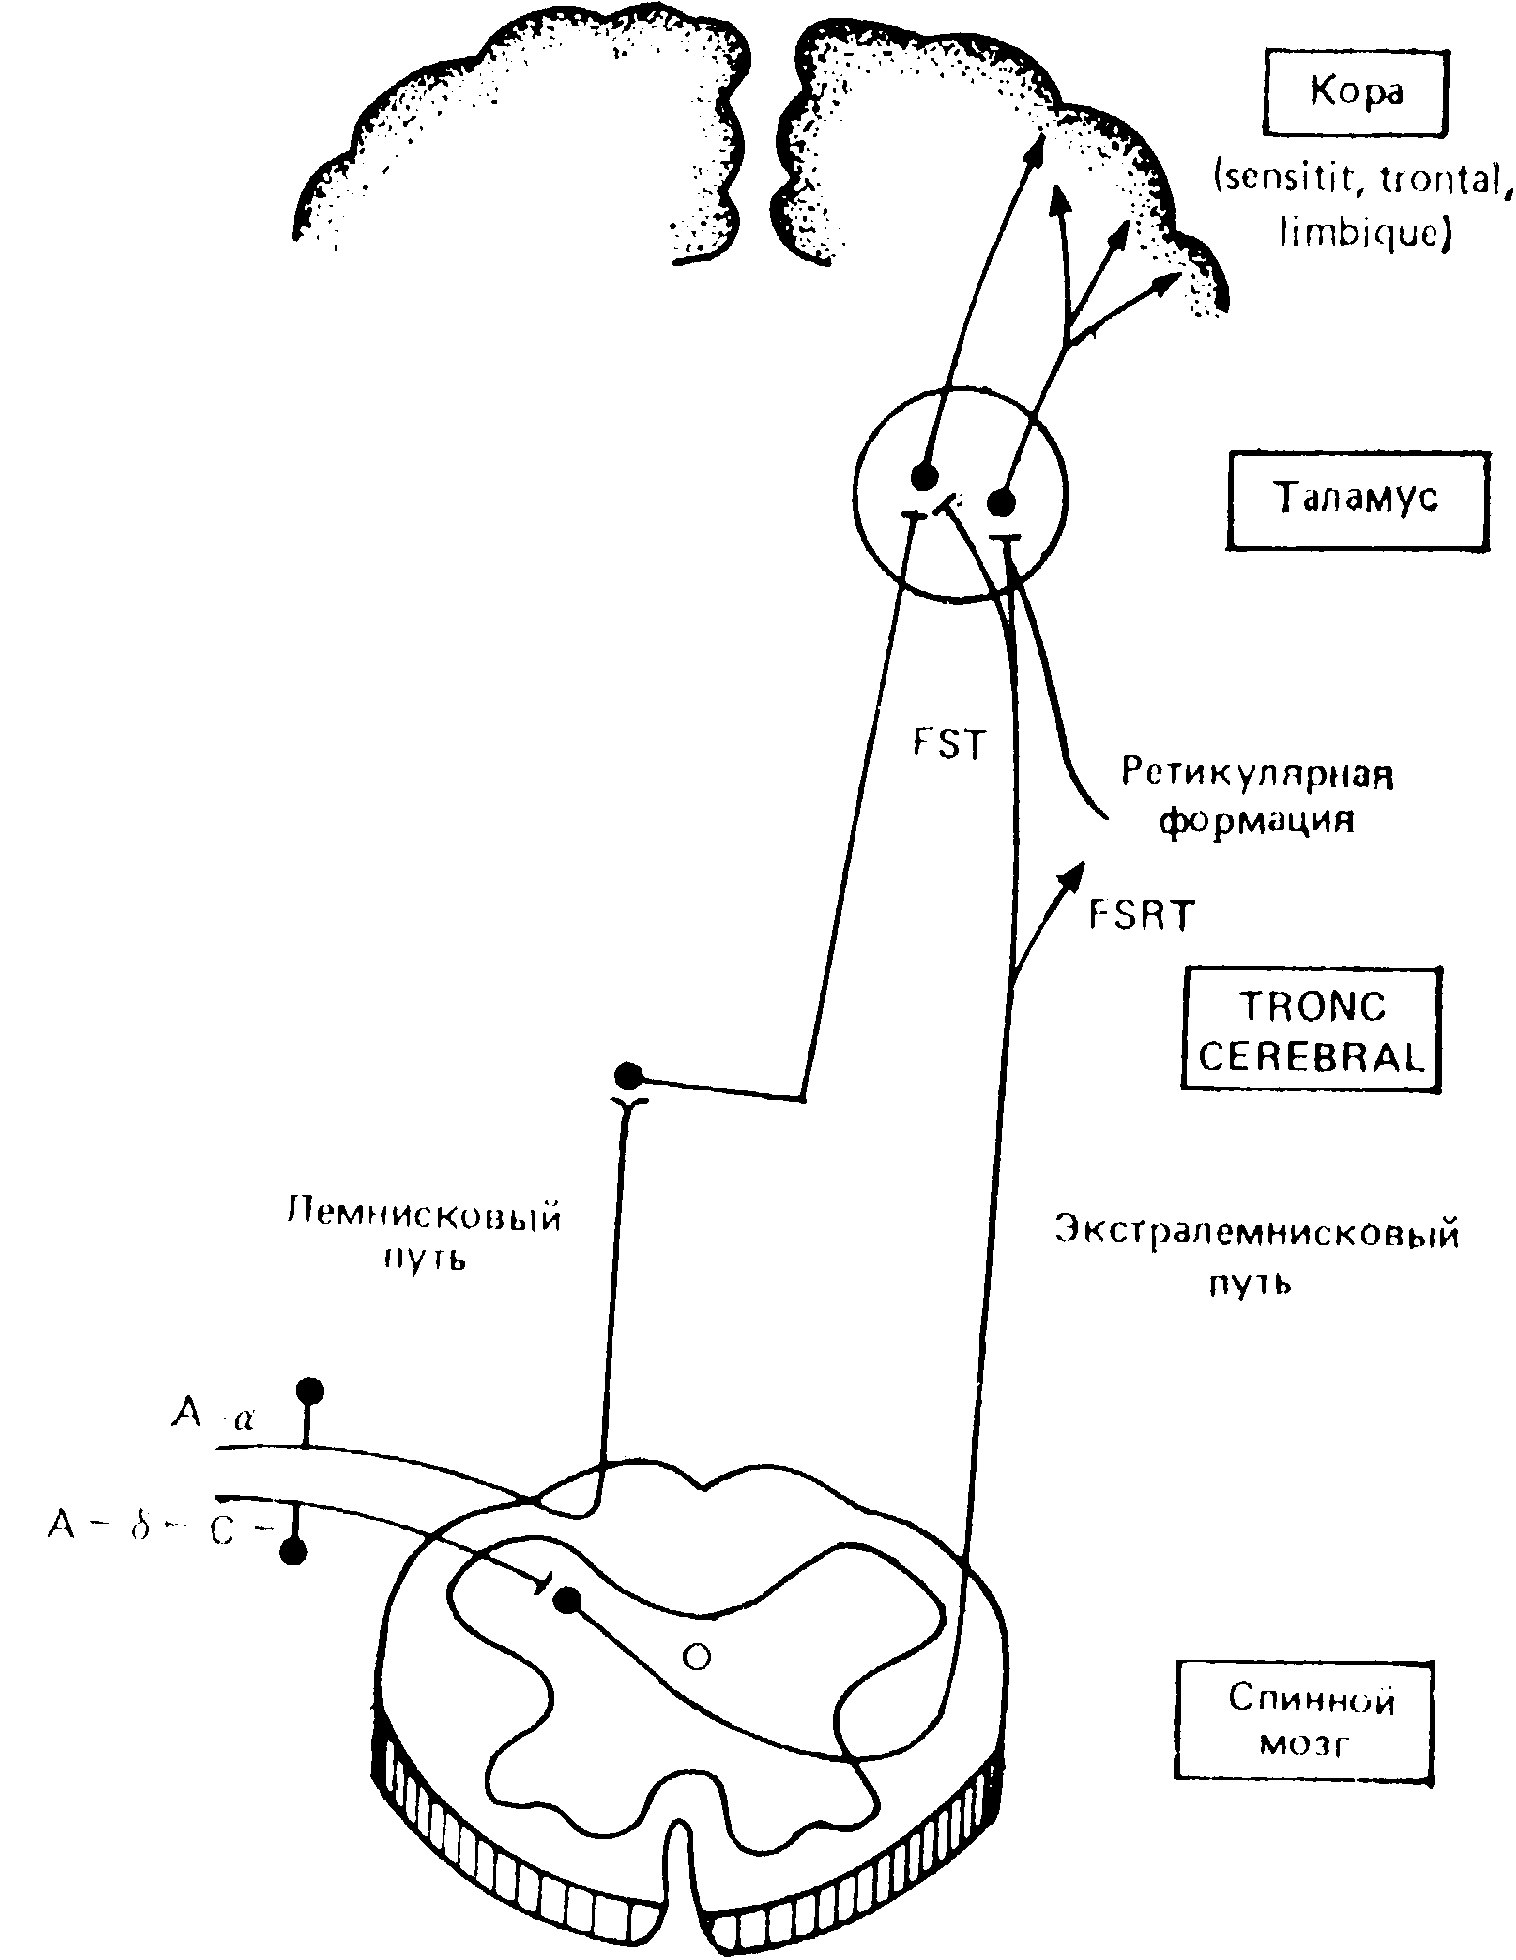 Кора
(sensitit, trontal,
limbique)
Таламус
FST
Ретикулярная
формация
FSRT
TRONC
CEREBRAL
Лемнисковый
путь
Экстралемнисковый
путь
A α
A – δ – C –
Спинной
мозг